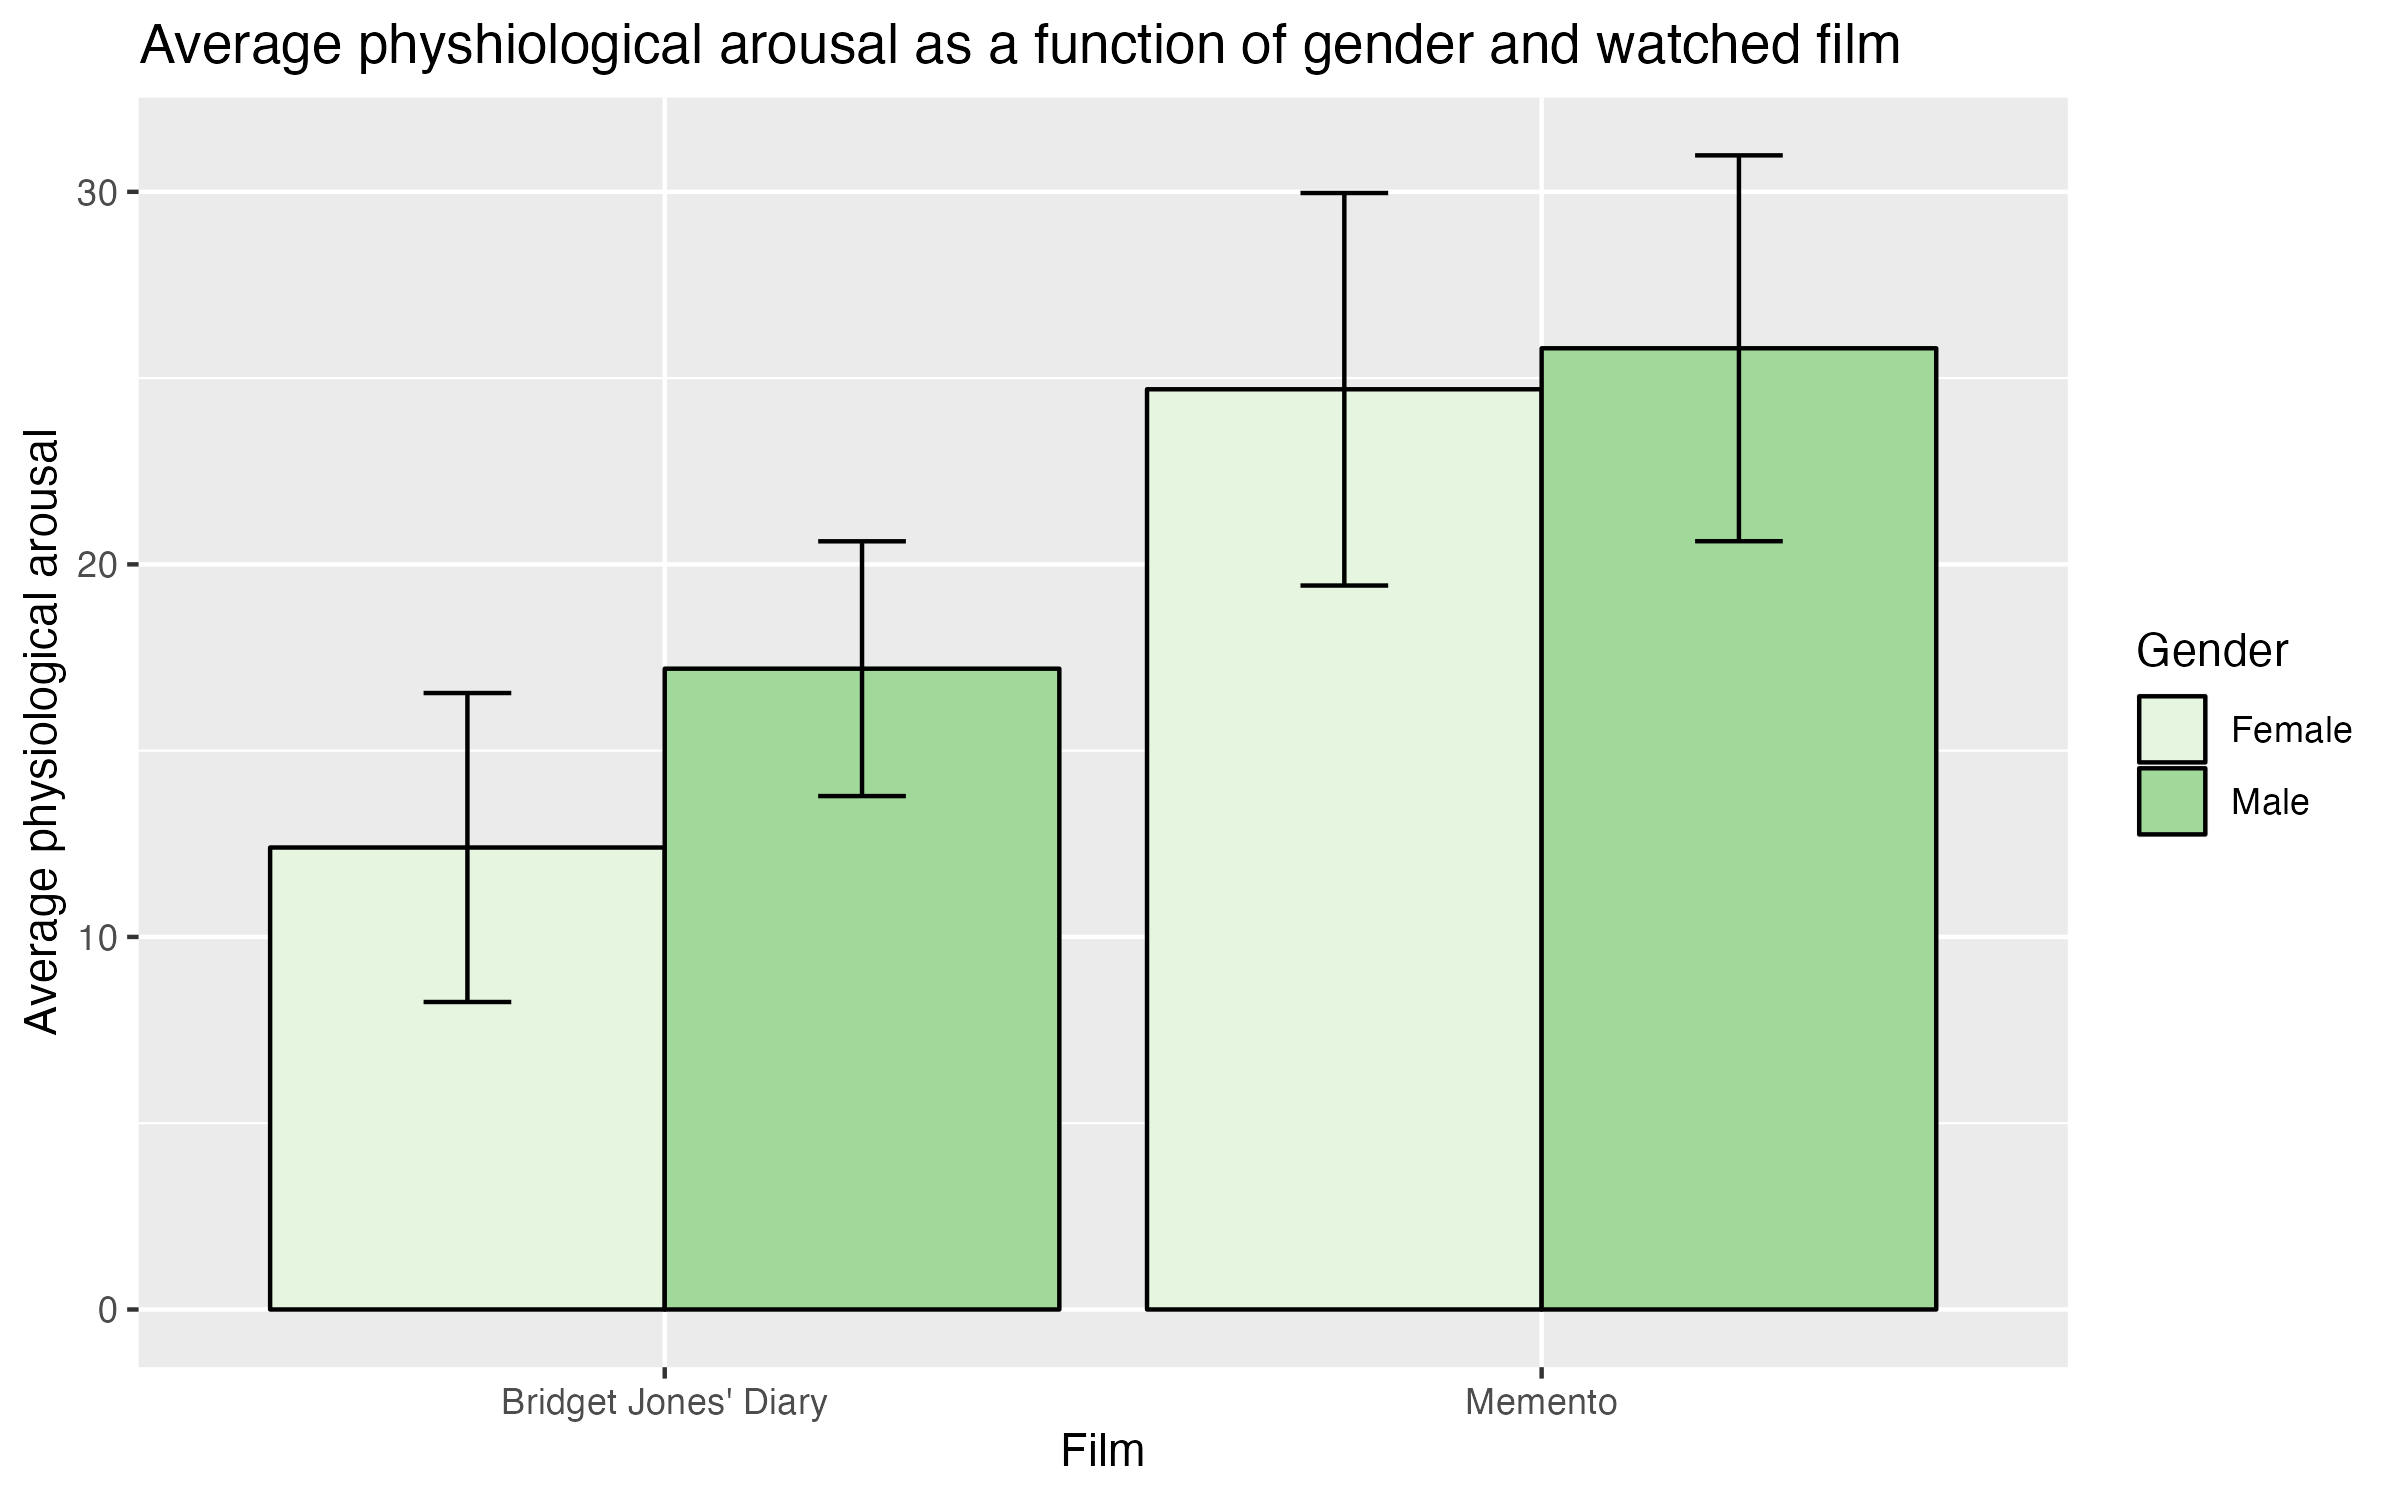 Average physhiological arousal as a function of gender and watched film
Average physiological arousal
30
20
10
0
Bridget Jones' Diary
Memento
Film
Gender
Female
Male